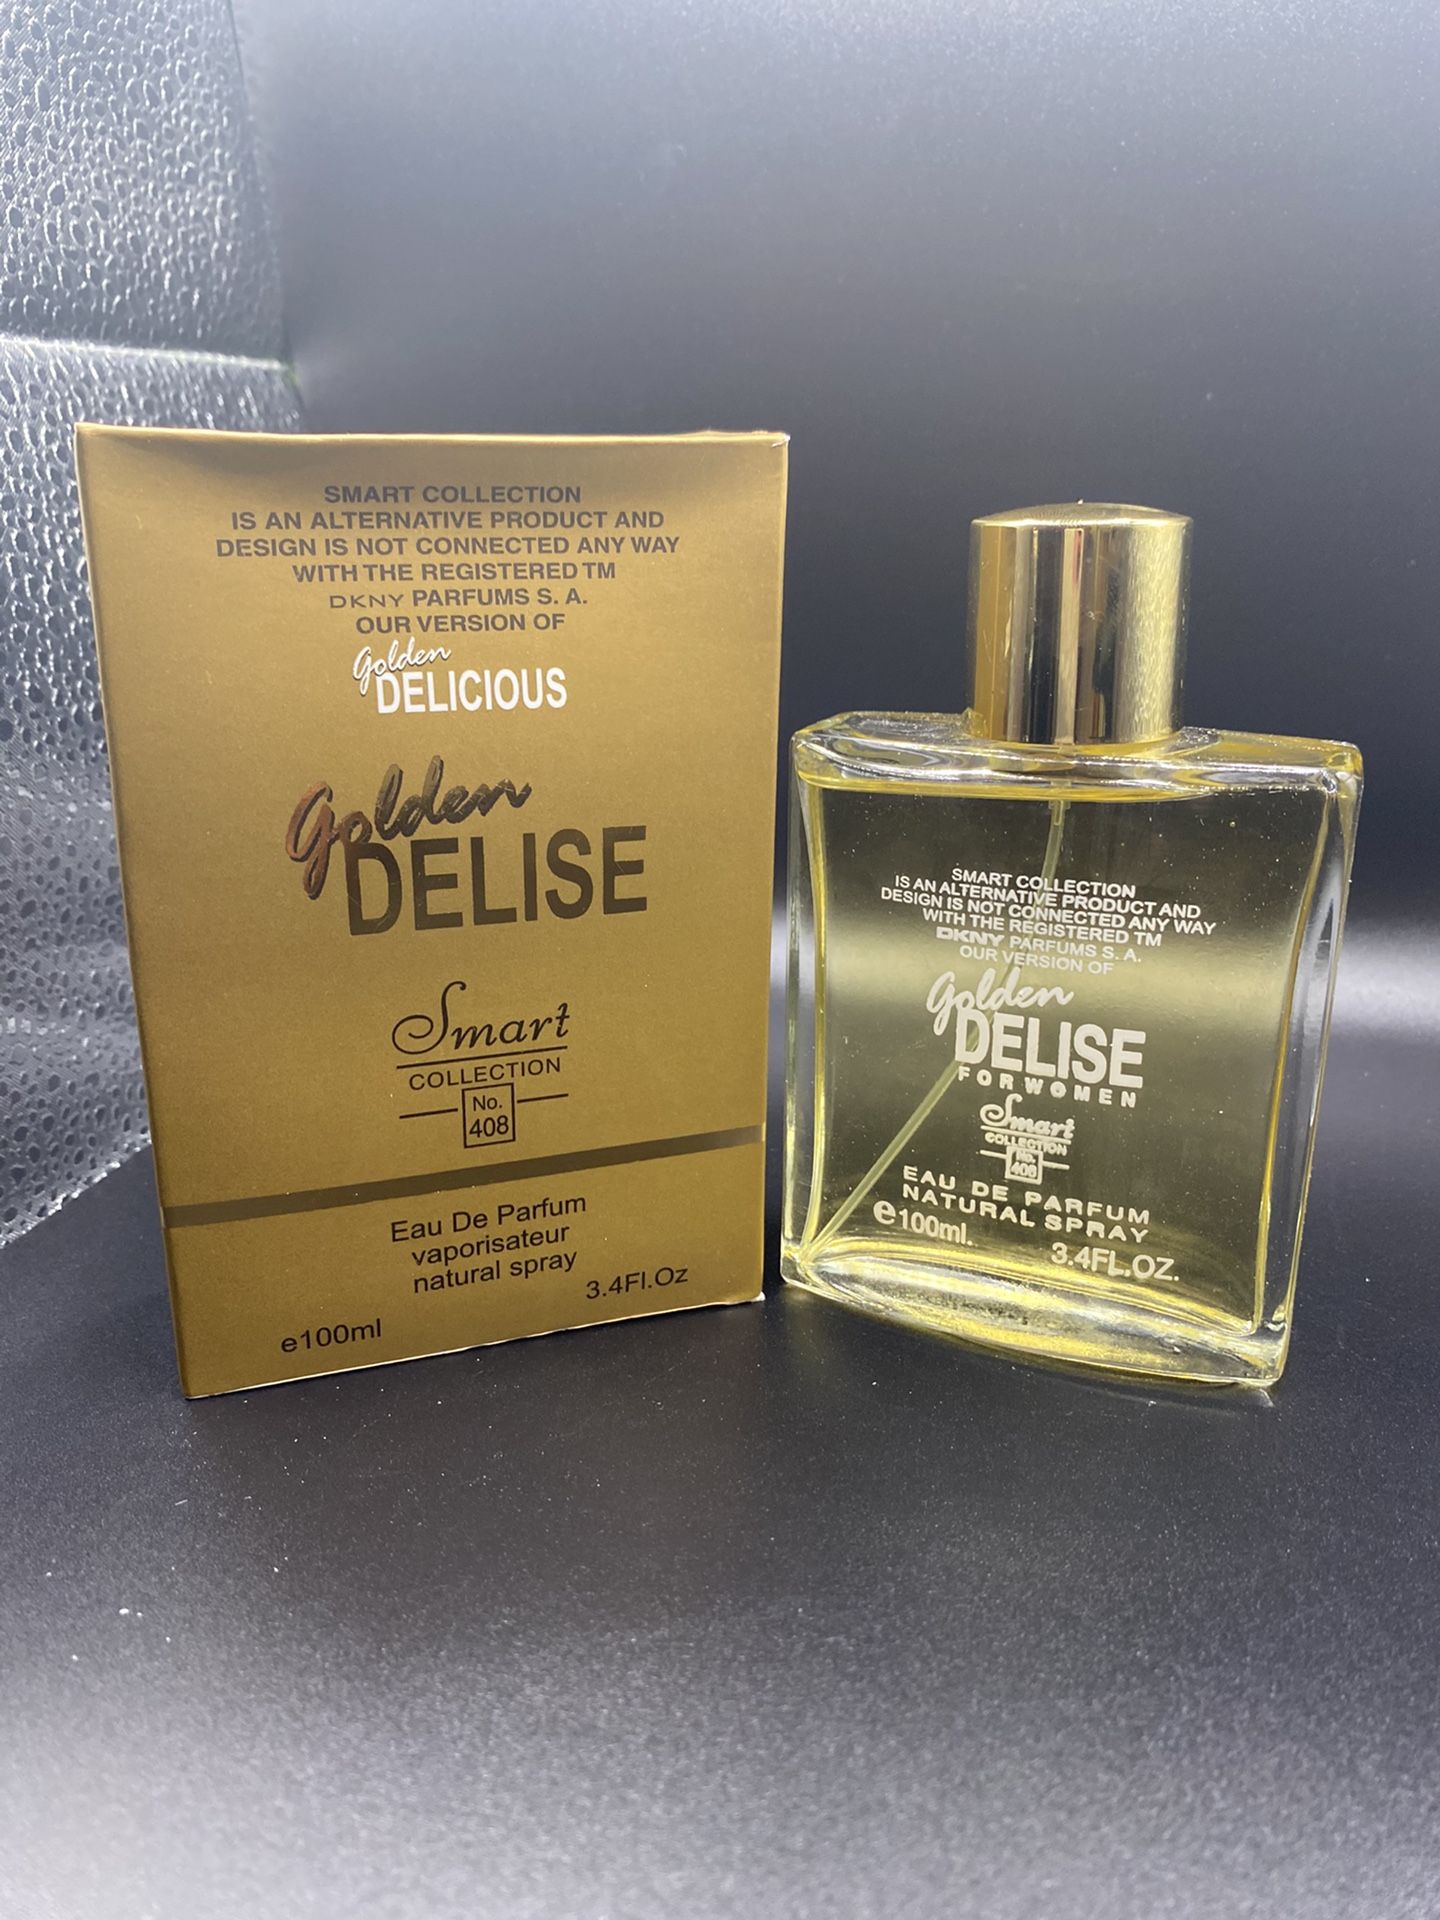 SMART COLLECTION
IS AN ALTERNATIVE PRODUCT AND
DESIGN IS NOT CONNECTED ANY WAY
WITH THE REGISTERED TM
DKNY PARFUMS S. A.
OUR VERSION OF
Golden
DELICIOUS
Golden
DELISE
Smart
COLLECTION
No.
408
Eau De Parfum
vaporisateur
natural spray
3.4Fl.Oz
e100ml
SMART COLLECTION
IS AN ALTERNATIVE PRODUCT AND
DESIGN IS NOT CONNECTED ANY WAY
WITH THE REGISTERED TM
DKNY PARFUMS S. A.
OUR VERSION OF
Golden
DELISE
FOR WOMEN
Smart
COLLECTION
No.
408
EAU DE PARFUM
NATURAL SPRAY
e100ml.
3.4FL.OZ.